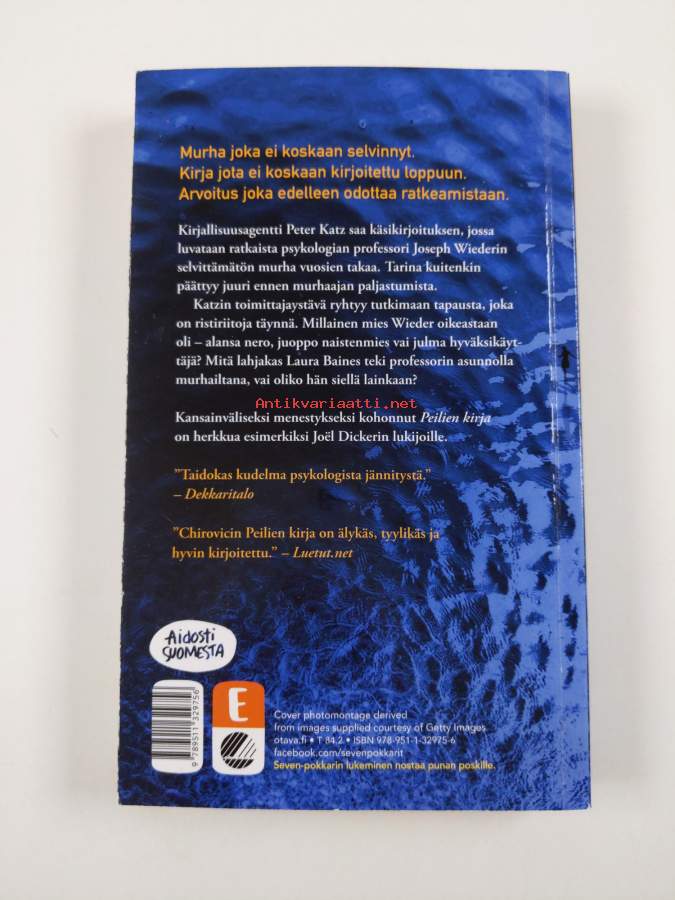 Murha joka ei koskaan selvinnyt.
Kirja jota ei koskaan kirjoitettu loppuun.
Arvoitus joka edelleen odottaa ratkeamistaan.
Kirjallisuusagentti Peter Katz saa käsikirjoituksen, jossa
luvataan ratkaista psykologian professori Joseph Wiederin
selvittämätön murha vuosien takaa. Tarina kuitenkin
päättyy juuri ennen murhaajan paljastumista.
Katzin toimittajaystävä ryhtyy tutkimaan tapausta, joka
on ristiriitoja täynnä. Millainen mies Wieder oikeastaan
oli – alansa nero, juoppo naistenmies vai julma hyväksikäyt-
täjä? Mitä lahjakas Laura Baines teki professorin asunnolla
murhailtana, vai oliko hän siellä lainkaan?
Antikvariaatti.net
Kansainväliseksi menestykseksi kohonnut Peilien kirja
on herkkua esimerkiksi Joël Dickerin lukijoille.
”Taidokas kudelma psykologista jännitystä.”
– Dekkaritalo
”Chirovicin Peilien kirja on älykäs, tyylikäs ja
hyvin kirjoitettu.” – Luetut.net
Aidosti
SUOMESTA
9 789511 329756
E
Cover photomontage derived
from images supplied courtesy of Getty Images
otava.fi • T 84.2 • ISBN 978-951-1-32975-6
facebook.com/sevenpokkarit
Seven-pokkarin lukeminen nostaa punan poskille.